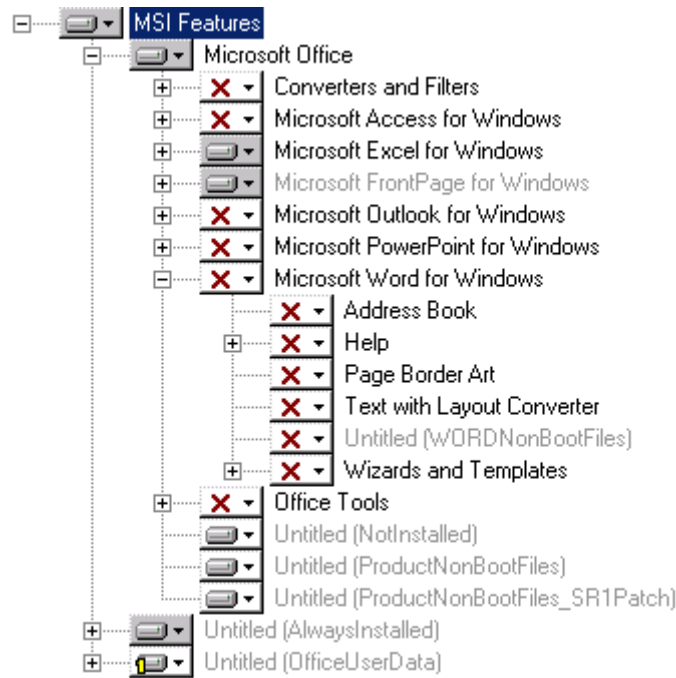 MSI Features
Microsoft Office
Converters and Filters
Microsoft Access for Windows
Microsoft Excel for Windows
Microsoft FrontPage for Windows
Microsoft Outlook for Windows
Microsoft PowerPoint for Windows
Microsoft Word for Windows
Address Book
Help
Page Border Art
Text with Layout Converter
Untitled (WORDNonBootFiles)
Wizards and Templates
Office Tools
Untitled (NotInstalled)
Untitled (ProductNonBootFiles)
Untitled (ProductNonBootFiles_SR1Patch)
Untitled (AlwaysInstalled)
1 Untitled (OfficeUserData)